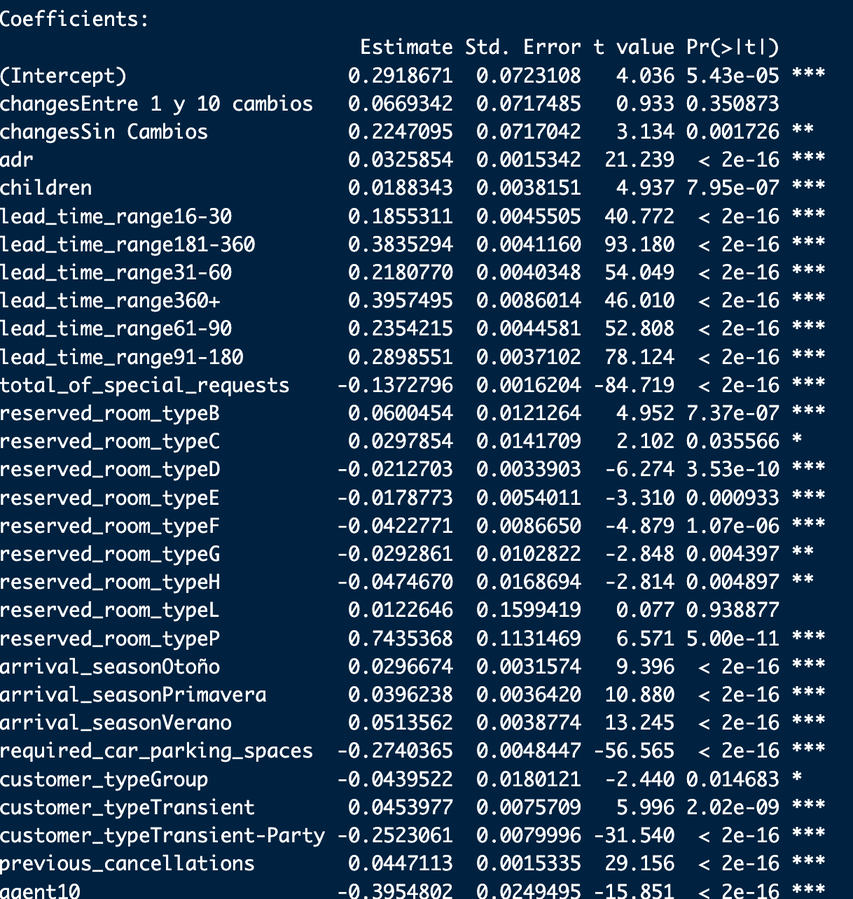 Coefficients:
Estimate Std. Error t value Pr(>|t|)
(Intercept) 0.2918671 0.0723108 4.036 5.43e-05 ***
changesEntre 1 y 10 cambios 0.0669342 0.0717485 0.933 0.350873
changesSin Cambios 0.2247095 0.0717042 3.134 0.001726 **
adr 0.0325854 0.0015342 21.239 < 2e-16 ***
children 0.0188343 0.0038151 4.937 7.95e-07 ***
lead_time_range16-30 0.1855311 0.0045505 40.772 < 2e-16 ***
lead_time_range181-360 0.3835294 0.0041160 93.180 < 2e-16 ***
lead_time_range31-60 0.2180770 0.0040348 54.049 < 2e-16 ***
lead_time_range360+ 0.3957495 0.0086014 46.010 < 2e-16 ***
lead_time_range61-90 0.2354215 0.0044581 52.808 < 2e-16 ***
lead_time_range91-180 0.2898551 0.0037102 78.124 < 2e-16 ***
total_of_special_requests -0.1372796 0.0016204 -84.719 < 2e-16 ***
reserved_room_typeB 0.0600454 0.0121264 4.952 7.37e-07 ***
reserved_room_typeC 0.0297854 0.0141709 2.102 0.035566 *
reserved_room_typeD -0.0212703 0.0033903 -6.274 3.53e-10 ***
reserved_room_typeE -0.0178773 0.0054011 -3.310 0.000933 ***
reserved_room_typeF -0.0422771 0.0086650 -4.879 1.07e-06 ***
reserved_room_typeG -0.0292861 0.0102822 -2.848 0.004397 **
reserved_room_typeH -0.0474670 0.0168694 -2.814 0.004897 **
reserved_room_typeL 0.0122646 0.1599419 0.077 0.938877
reserved_room_typeP 0.7435368 0.1131469 6.571 5.00e-11 ***
arrival_seasonOtoño 0.0296674 0.0031574 9.396 < 2e-16 ***
arrival_seasonPrimavera 0.0396238 0.0036420 10.880 < 2e-16 ***
arrival_seasonVerano 0.0513562 0.0038774 13.245 < 2e-16 ***
required_car_parking_spaces -0.2740365 0.0048447 -56.565 < 2e-16 ***
customer_typeGroup -0.0439522 0.0180121 -2.440 0.014683 *
customer_typeTransient 0.0453977 0.0075709 5.996 2.02e-09 ***
customer_typeTransient-Party -0.2523061 0.0079996 -31.540 < 2e-16 ***
previous_cancellations 0.0447113 0.0015335 29.156 < 2e-16 ***
agent10 -0.3954802 0.0249495 -15.851 < 2e-16 ***